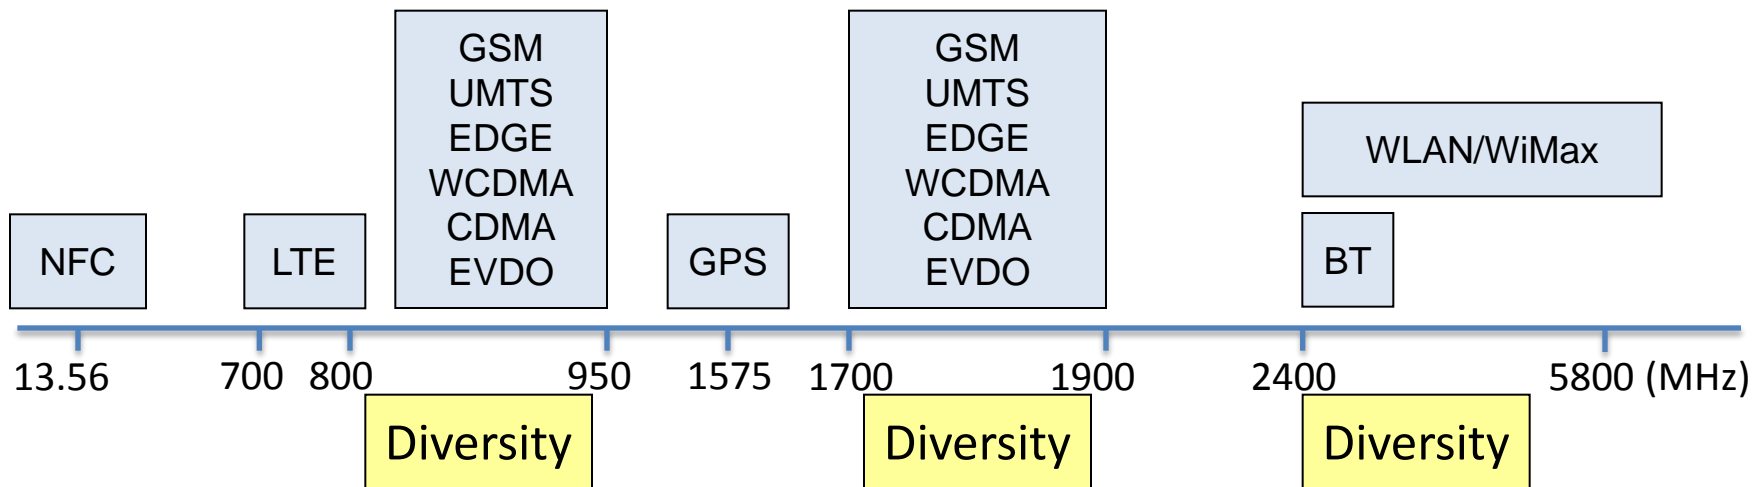 GSM
UMTS
EDGE
WCDMA
CDMA
EVDO
GSM
UMTS
EDGE
WCDMA
CDMA
EVDO
WLAN/WiMax
NFC
LTE
GPS
BT
13.56 700 800 950 1575 1700 1900 2400 5800 (MHz)
Diversity Diversity Diversity